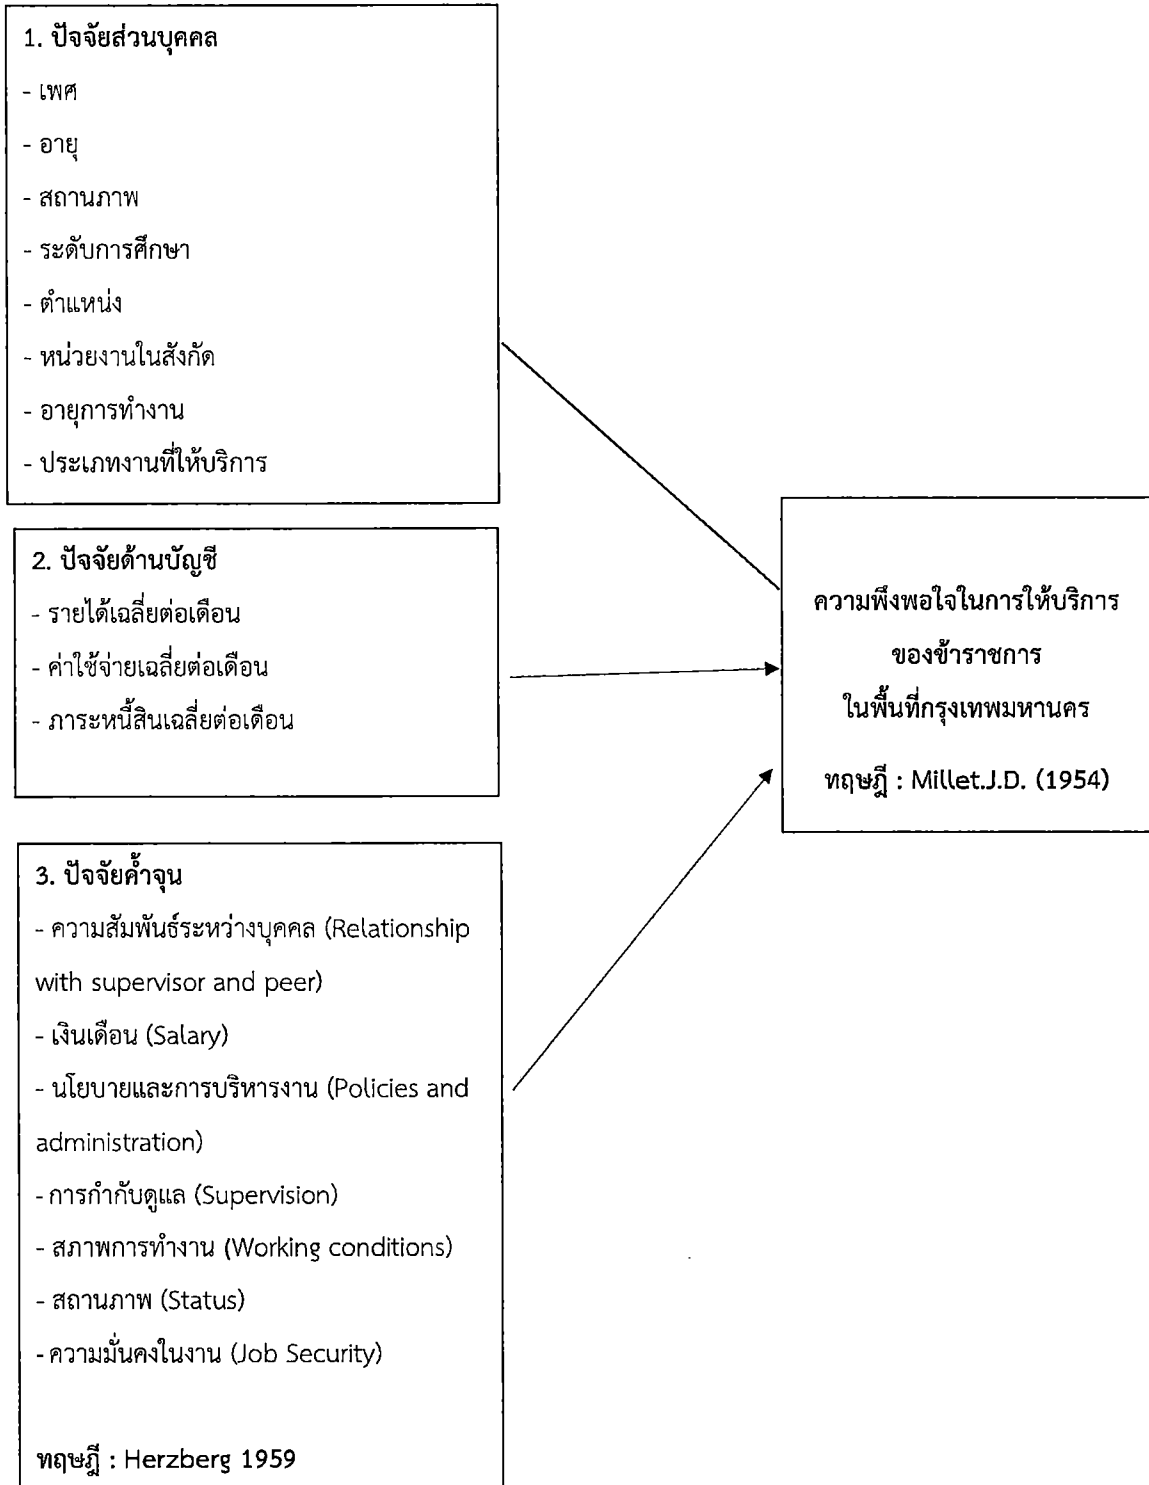 1. ปัจจัยส่วนบุคคล
- เพศ
- อายุ
- สถานภาพ
- ระดับการศึกษา
- ตำแหน่ง
- หน่วยงานในสังกัด
- อายุการทำงาน
- ประเภทงานที่ให้บริการ
2. ปัจจัยด้านบัญชี
- รายได้เฉลี่ยต่อเดือน
- ค่าใช้จ่ายเฉลี่ยต่อเดือน
- ภาระหนี้สินเฉลี่ยต่อเดือน
3. ปัจจัยค้ำจุน
- ความสัมพันธ์ระหว่างบุคคล (Relationship
with supervisor and peer)
- เงินเดือน (Salary)
- นโยบายและการบริหารงาน (Policies and
administration)
- การกำกับดูแล (Supervision)
- สภาพการทำงาน (Working conditions)
- สถานภาพ (Status)
- ความมั่นคงในงาน (Job Security)
ทฤษฎี : Herzberg 1959
ความพึงพอใจในการให้บริการ
ของข้าราชการ
ในพื้นที่กรุงเทพมหานคร
ทฤษฎี : Millet.J.D. (1954)